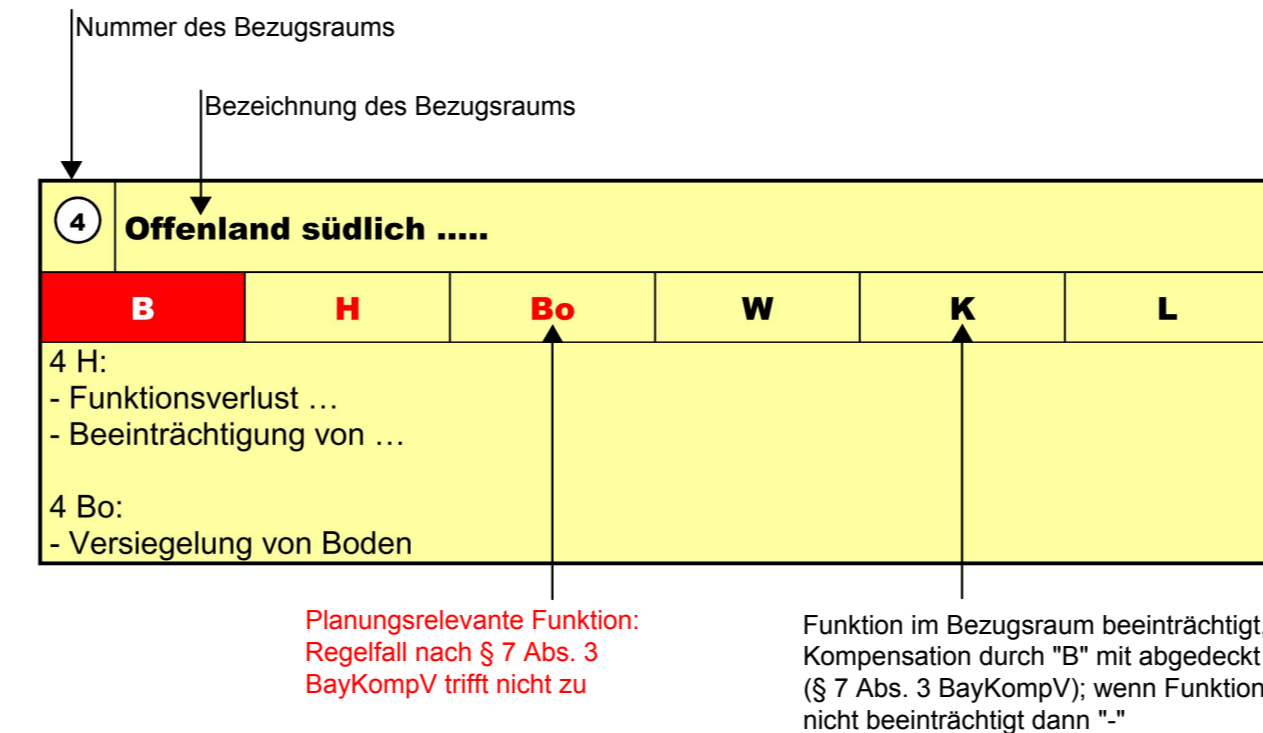 Nummer des Bezugsraums
Bezeichnung des Bezugsraums
4 Offenland südlich .....
B H Bo W K L
4 H:
- Funktionsverlust …
- Beeinträchtigung von …
4 Bo:
- Versiegelung von Boden
Planungsrelevante Funktion:
Regelfall nach § 7 Abs. 3
BayKompV trifft nicht zu
Funktion im Bezugsraum beeinträchtigt,
Kompensation durch "B" mit abgedeckt
(§ 7 Abs. 3 BayKompV); wenn Funktion
nicht beeinträchtigt dann "-"